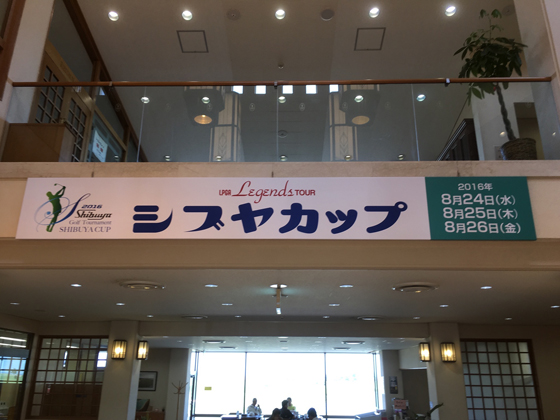 2016
Shibuya
Golf Tournament
SHIBUYA CUP
LPGA Legends TOUR
シブヤカップ
2016年
8月24日(水)
8月25日(木)
8月26日(金)